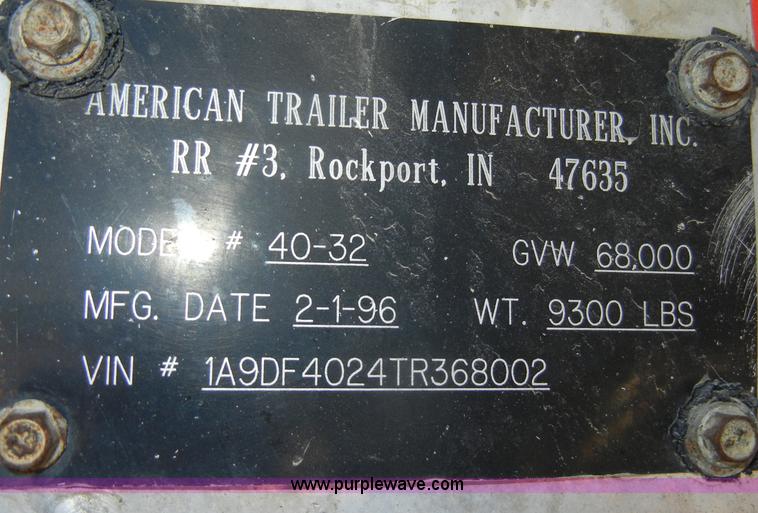 AMERICAN TRAILER MANUFACTURER, INC.
RR #3, Rockport, IN 47635
MODEL # 40-32 GVW 68,000
MFG. DATE 2-1-96 WT. 9300 LBS
VIN # 1A9DF4024TR368002
www.purplewave.com